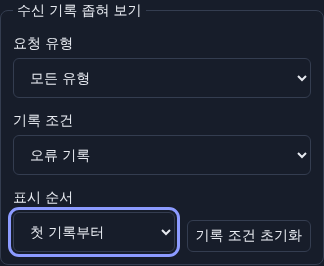 수신 기록 좁혀 보기
요청 유형
모든 유형
기록 조건
오류 기록
표시 순서
첫 기록부터
기록 조건 초기화